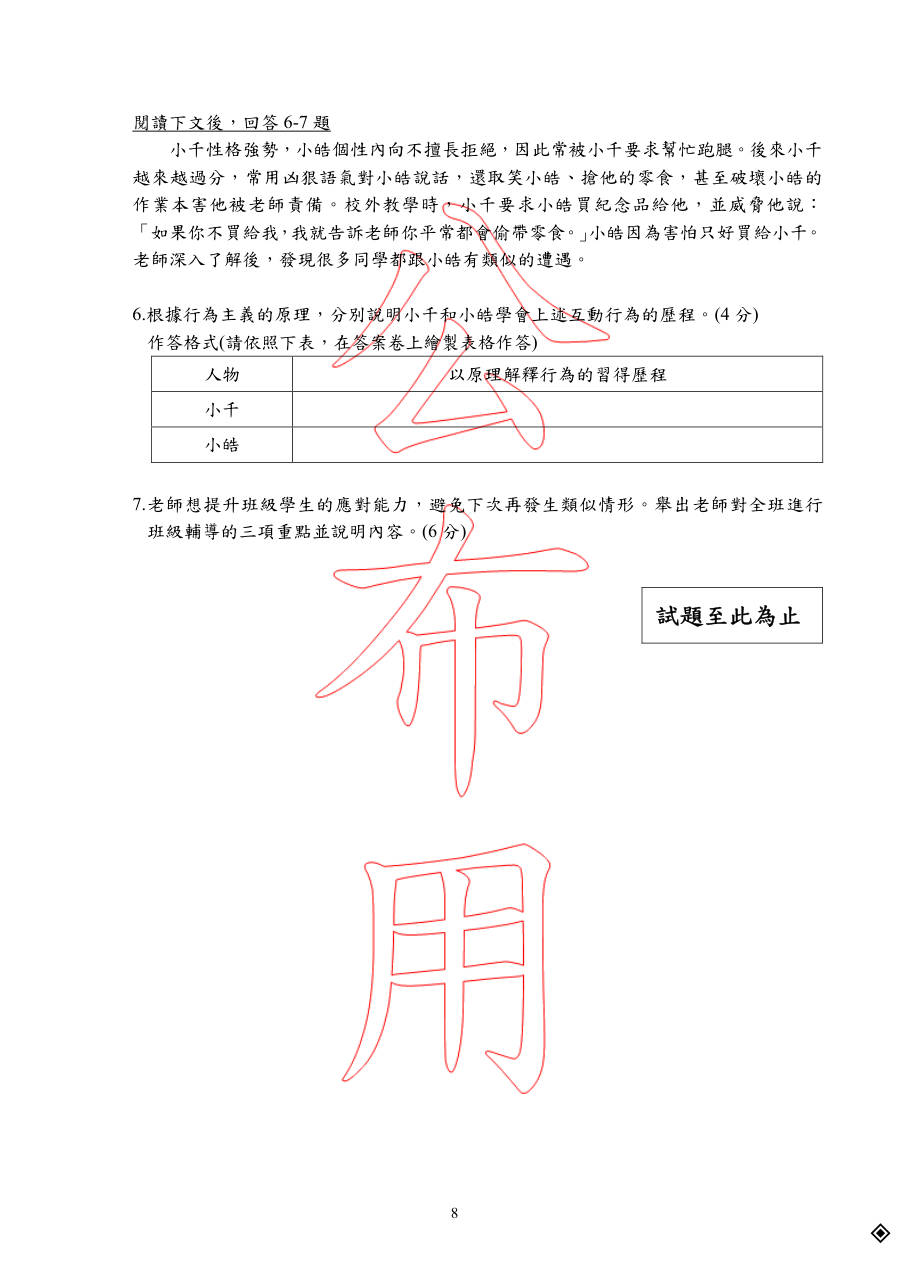 閱讀下文後，回答 6-7 題
小千性格強勢，小皓個性內向不擅長拒絕，因此常被小千要求幫忙跑腿。後來小千
越來越過分，常用凶狠語氣對小皓說話，還取笑小皓、搶他的零食，甚至破壞小皓的
作業本害他被老師責備。校外教學時，小千要求小皓買紀念品給他，並威脅他說：
「如果你不買給我，我就告訴老師你平常都會偷帶零食。」小皓因為害怕只好買給小千。
老師深入了解後，發現很多同學都跟小皓有類似的遭遇。
6.根據行為主義的原理，分別說明小千和小皓學會上述互動行為的歷程。(4 分)
作答格式(請依照下表，在答案卷上繪製表格作答)
人物 以原理解釋行為的習得歷程
小千
小皓
7.老師想提升班級學生的應對能力，避免下次再發生類似情形。舉出老師對全班進行
班級輔導的三項重點並說明內容。(6 分)
試題至此為止
公
布
用
8